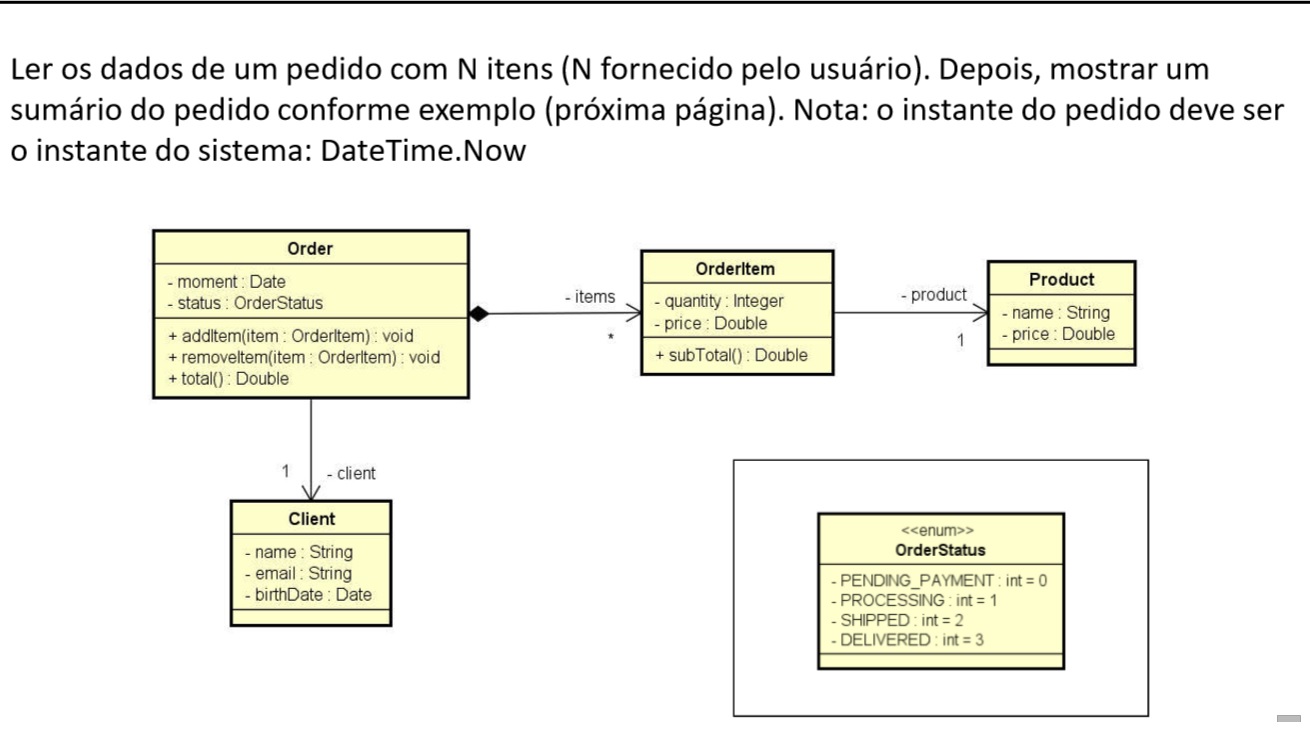 Ler os dados de um pedido com N itens (N fornecido pelo usuário). Depois, mostrar um
sumário do pedido conforme exemplo (próxima página). Nota: o instante do pedido deve ser
o instante do sistema: DateTime.Now
Order
- moment : Date
- status : OrderStatus
+ addItem(item : OrderItem) : void
+ removeItem(item : OrderItem) : void
+ total() : Double
- items
*
OrderItem
- quantity : Integer
- price : Double
+ subTotal() : Double
- product
1
Product
- name : String
- price : Double
1
- client
Client
- name : String
- email : String
- birthDate : Date
<<enum>>
OrderStatus
- PENDING_PAYMENT : int = 0
- PROCESSING : int = 1
- SHIPPED : int = 2
- DELIVERED : int = 3